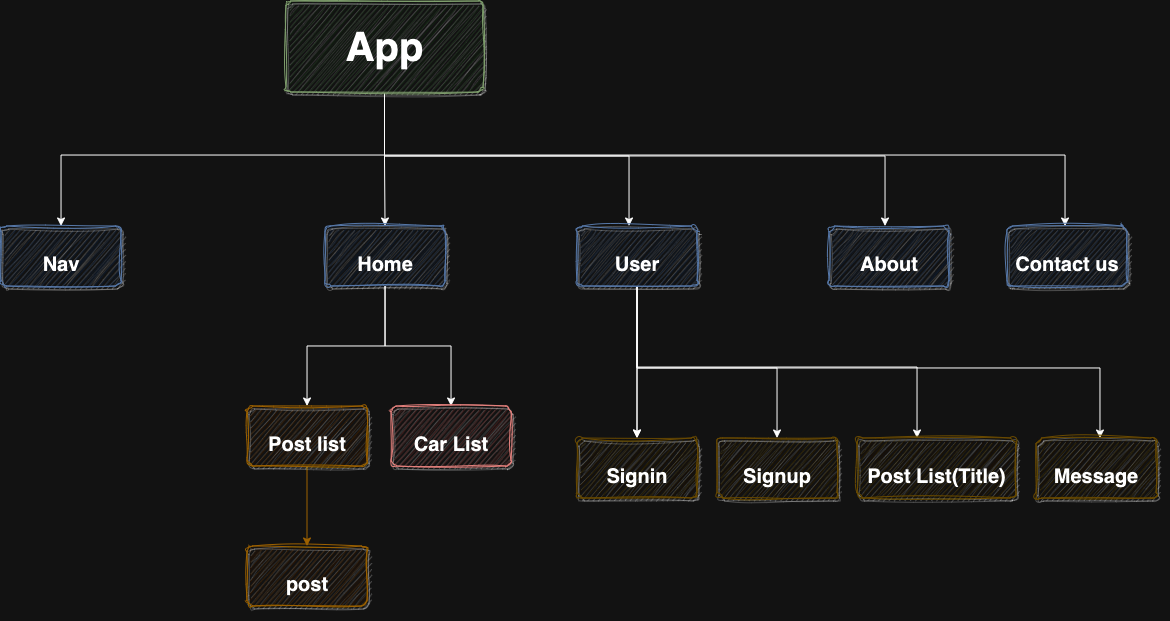 App
Nav
Home
User
About
Contact us
Post list
Car List
Signin
Signup
Post List(Title)
Message
post